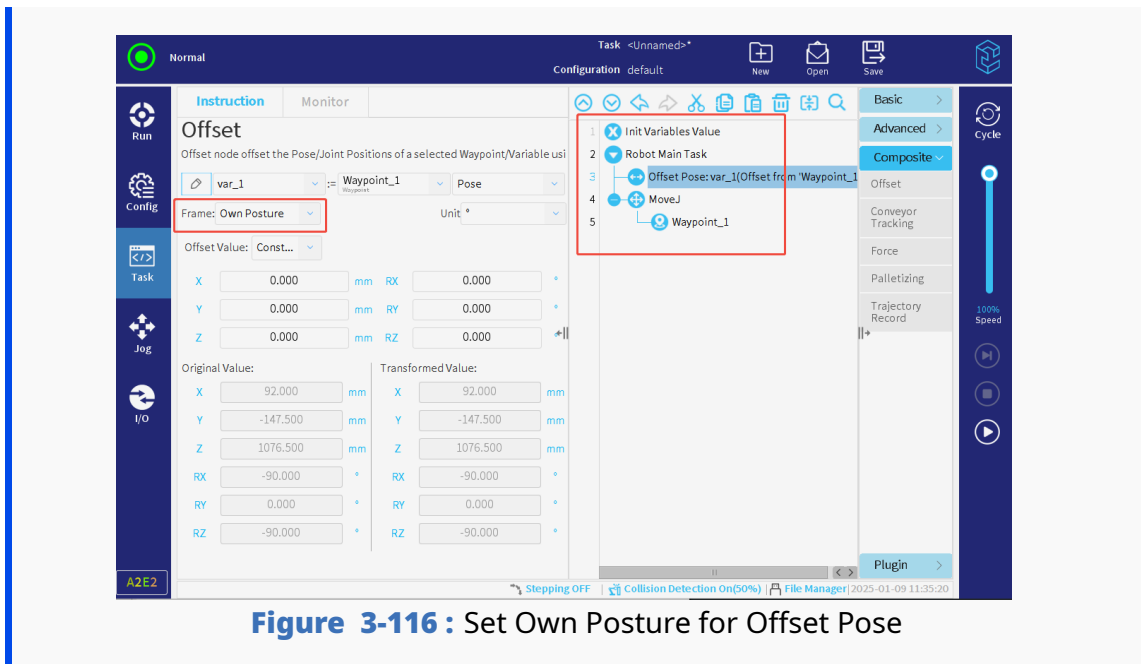 Normal
Task <Unnamed>*
Configuration default
New
Open
Save
Run
Config
Task
Jog
I/O
A2E2
Instruction
Monitor
Offset
Offset node offset the Pose/Joint Positions of a selected Waypoint/Variable usi
var_1 := Waypoint_1 Pose
Waypoint
Frame: Own Posture Unit °
Offset Value: Const...
X 0.000 mm RX 0.000 °
Y 0.000 mm RY 0.000 °
Z 0.000 mm RZ 0.000 °
Original Value: Transformed Value:
X 92.000 mm X 92.000 mm
Y -147.500 mm Y -147.500 mm
Z 1076.500 mm Z 1076.500 mm
RX -90.000 ° RX -90.000 °
RY 0.000 ° RY 0.000 °
RZ -90.000 ° RZ -90.000 °
1 Init Variables Value
2 Robot Main Task
3 Offset Pose: var_1(Offset from 'Waypoint_1
4 MoveJ
5 Waypoint_1
Basic
Advanced
Composite
Offset
Conveyor
Tracking
Force
Palletizing
Trajectory
Record
Plugin
Cycle
100%
Speed
Stepping OFF Collision Detection On(50%) File Manager 2025-01-09 11:35:20
Figure 3-116 : Set Own Posture for Offset Pose